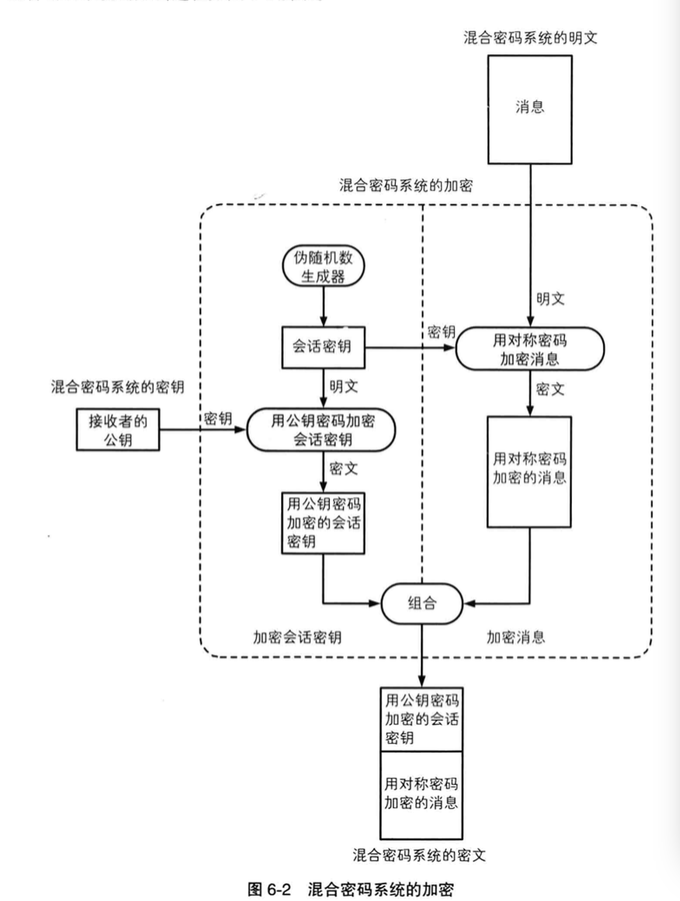 混合密码系统的明文
消息
混合密码系统的加密
伪随机数
生成器
明文
会话密钥
密钥
用对称密码
加密消息
混合密码系统的密钥
明文
密文
接收者的
公钥
密钥
用公钥密码加密
会话密钥
用对称密码
加密的消息
密文
用公钥密码
加密的会话
密钥
组合
加密会话密钥
加密消息
用公钥密码
加密的会话
密钥
用对称密码
加密的消息
混合密码系统的密文
图 6-2 混合密码系统的加密